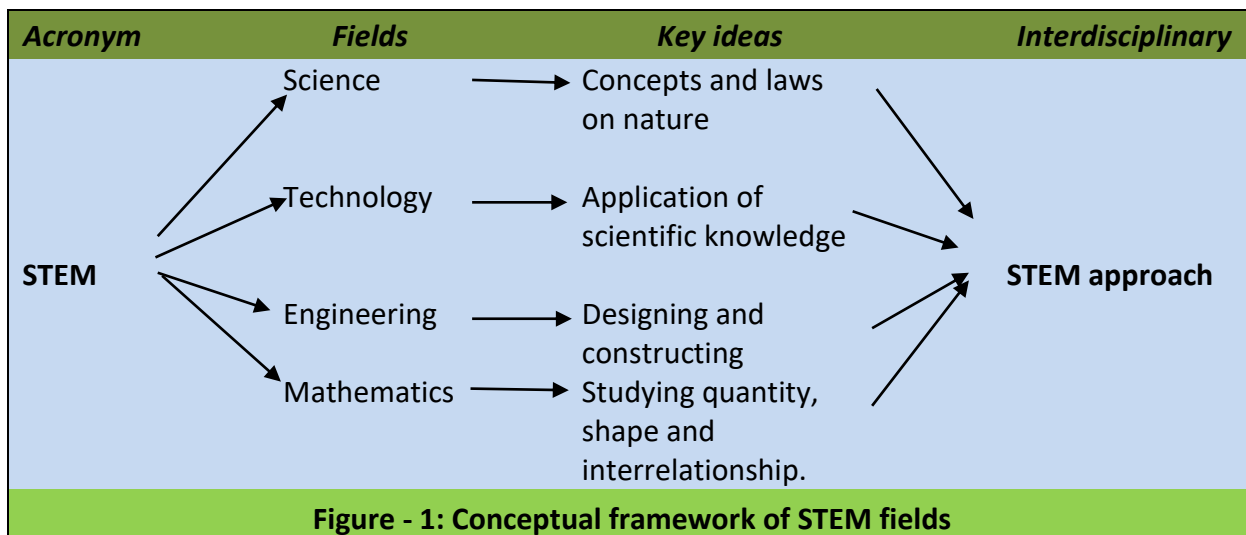 Acronym Fields Key ideas Interdisciplinary
Science Concepts and laws
on nature
Technology Application of
scientific knowledge
STEM STEM approach
Engineering Designing and
constructing
Mathematics Studying quantity,
shape and
interrelationship.
Figure - 1: Conceptual framework of STEM fields